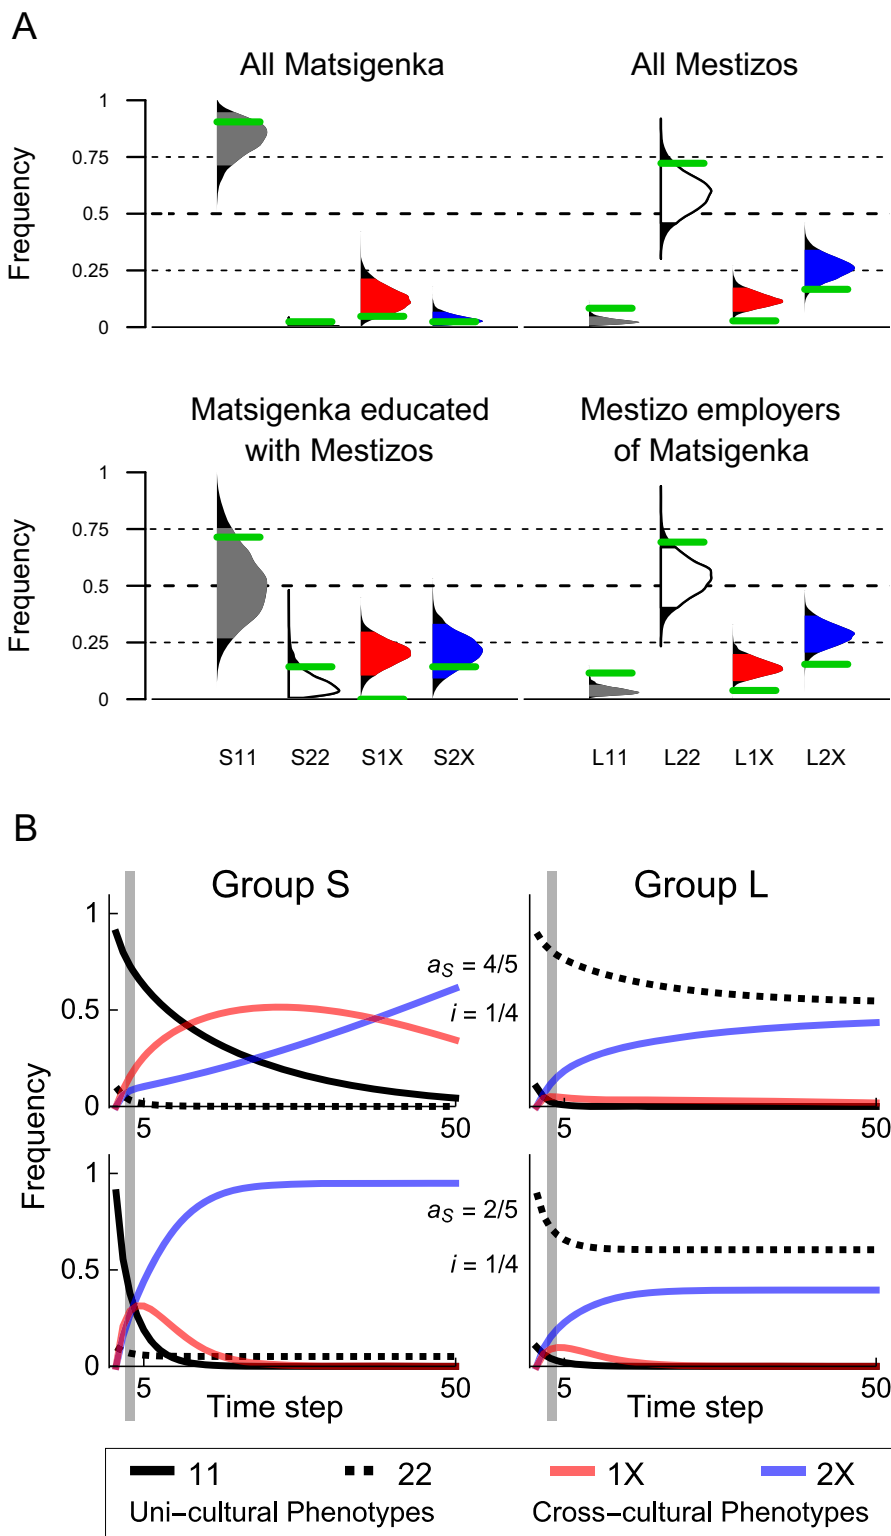 A
All Matsigenka
All Mestizos
Frequency
1
0.75
0.5
0.25
0
Matsigenka educated
with Mestizos
Mestizo employers
of Matsigenka
Frequency
1
0.75
0.5
0.25
0
S11 S22 S1X S2X L11 L22 L1X L2X
B
Group S
Group L
Frequency
1
0.5
0
5 50
aS = 4/5
i = 1/4
5 50
1
0.5
0
5 50
aS = 2/5
i = 1/4
5 50
Time step
Time step
11 22 1X 2X
Uni−cultural Phenotypes Cross−cultural Phenotypes